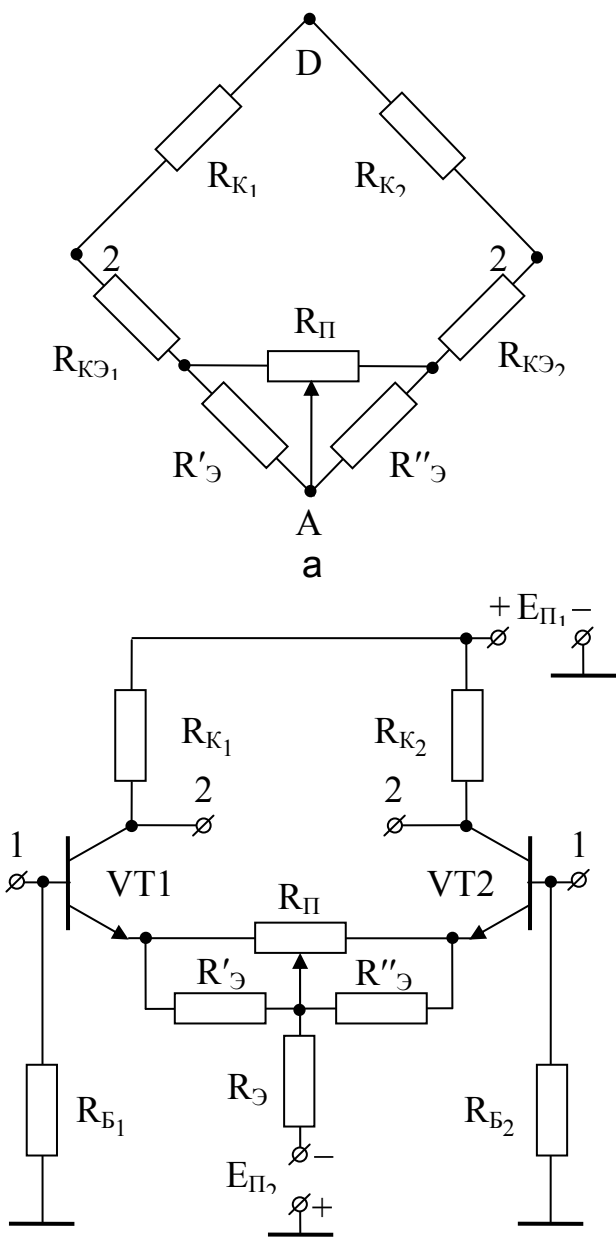 D
R_К₁ R_К₂
2 2
R_П
R_КЭ₁ R_КЭ₂
R'_Э R''_Э
A
а
+ E_П₁ −
R_К₁ R_К₂
2 2
1 1
VT1 VT2
R_П
R'_Э R''_Э
R_Э
R_Б₁ R_Б₂
−
E_П₂
+